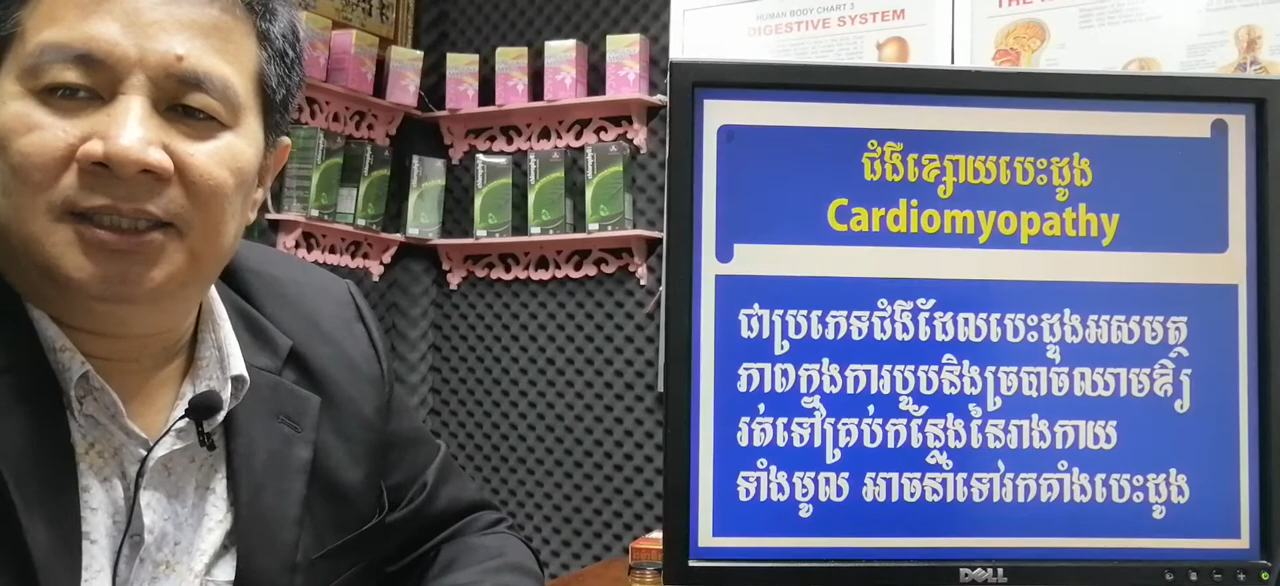 HUMAN BODY CHART 3
DIGESTIVE SYSTEM
ជំងឺខ្សោយបេះដូង
Cardiomyopathy
ជាប្រភេទជំងឺដែលបេះដូងអសមត្ថ
ភាពក្នុងការបូបនិងច្របាច់ឈាមឱ្យ
រត់ទៅគ្រប់កន្លែងនៃរាងកាយ
ទាំងមូល អាចនាំទៅរកគាំងបេះដូង
DELL
chlorophyll